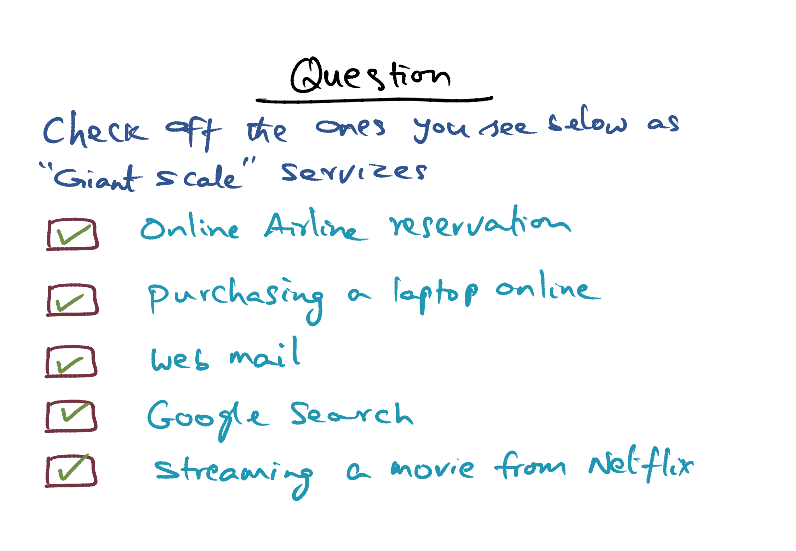 Question
Check off the ones you see below as
"Giant scale" services
Online Airline reservation
purchasing a laptop online
web mail
Google search
streaming a movie from Netflix